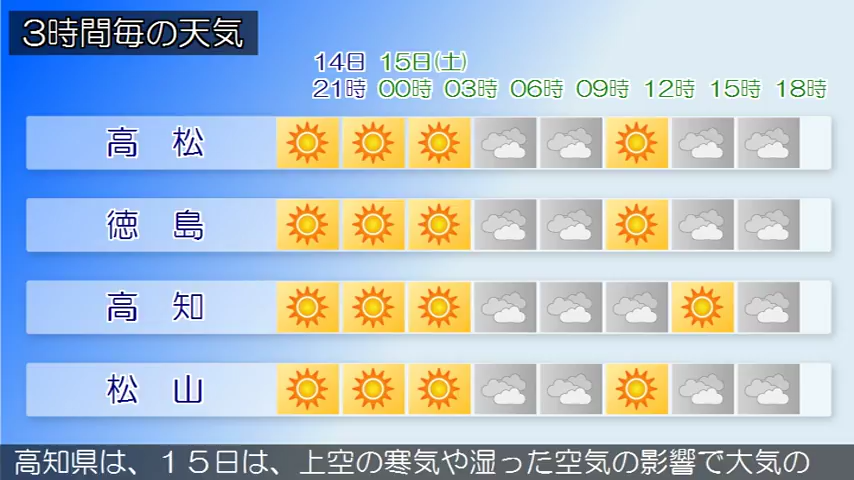 3時間毎の天気
14日 15日(土)
21時 00時 03時 06時 09時 12時 15時 18時
高 松
徳 島
高 知
松 山
高知県は、１５日は、上空の寒気や湿った空気の影響で大気の